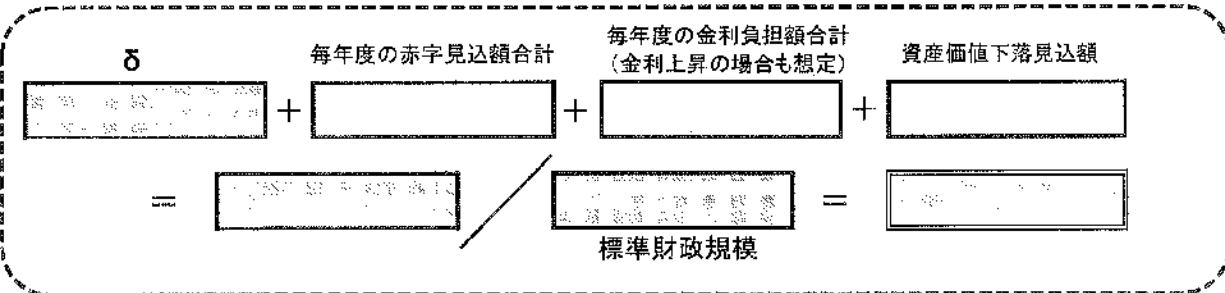 δ
毎年度の赤字見込額合計
毎年度の金利負担額合計
(金利上昇の場合も想定)
資産価値下落見込額
+ + +
= ／ =
標準財政規模